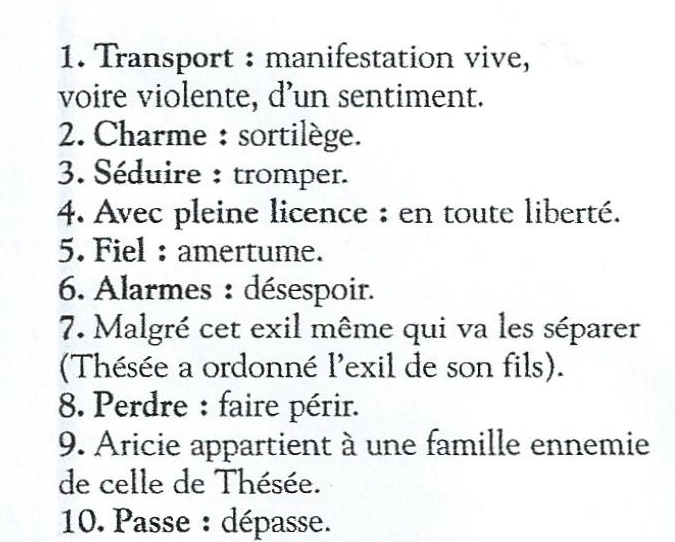 1. Transport : manifestation vive,
voire violente, d'un sentiment.
2. Charme : sortilège.
3. Séduire : tromper.
4. Avec pleine licence : en toute liberté.
5. Fiel : amertume.
6. Alarmes : désespoir.
7. Malgré cet exil même qui va les séparer
(Thésée a ordonné l'exil de son fils).
8. Perdre : faire périr.
9. Aricie appartient à une famille ennemie
de celle de Thésée.
10. Passe : dépasse.